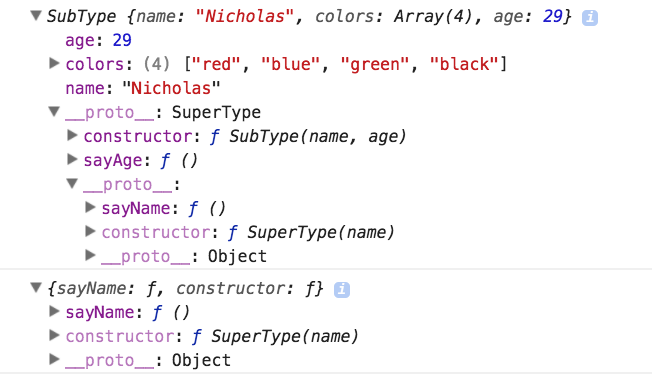 SubType {name: "Nicholas", colors: Array(4), age: 29} i
age: 29
colors: (4) ["red", "blue", "green", "black"]
name: "Nicholas"
__proto__: SuperType
constructor: ƒ SubType(name, age)
sayAge: ƒ ()
__proto__:
sayName: ƒ ()
constructor: ƒ SuperType(name)
__proto__: Object
{sayName: ƒ, constructor: ƒ} i
sayName: ƒ ()
constructor: ƒ SuperType(name)
__proto__: Object